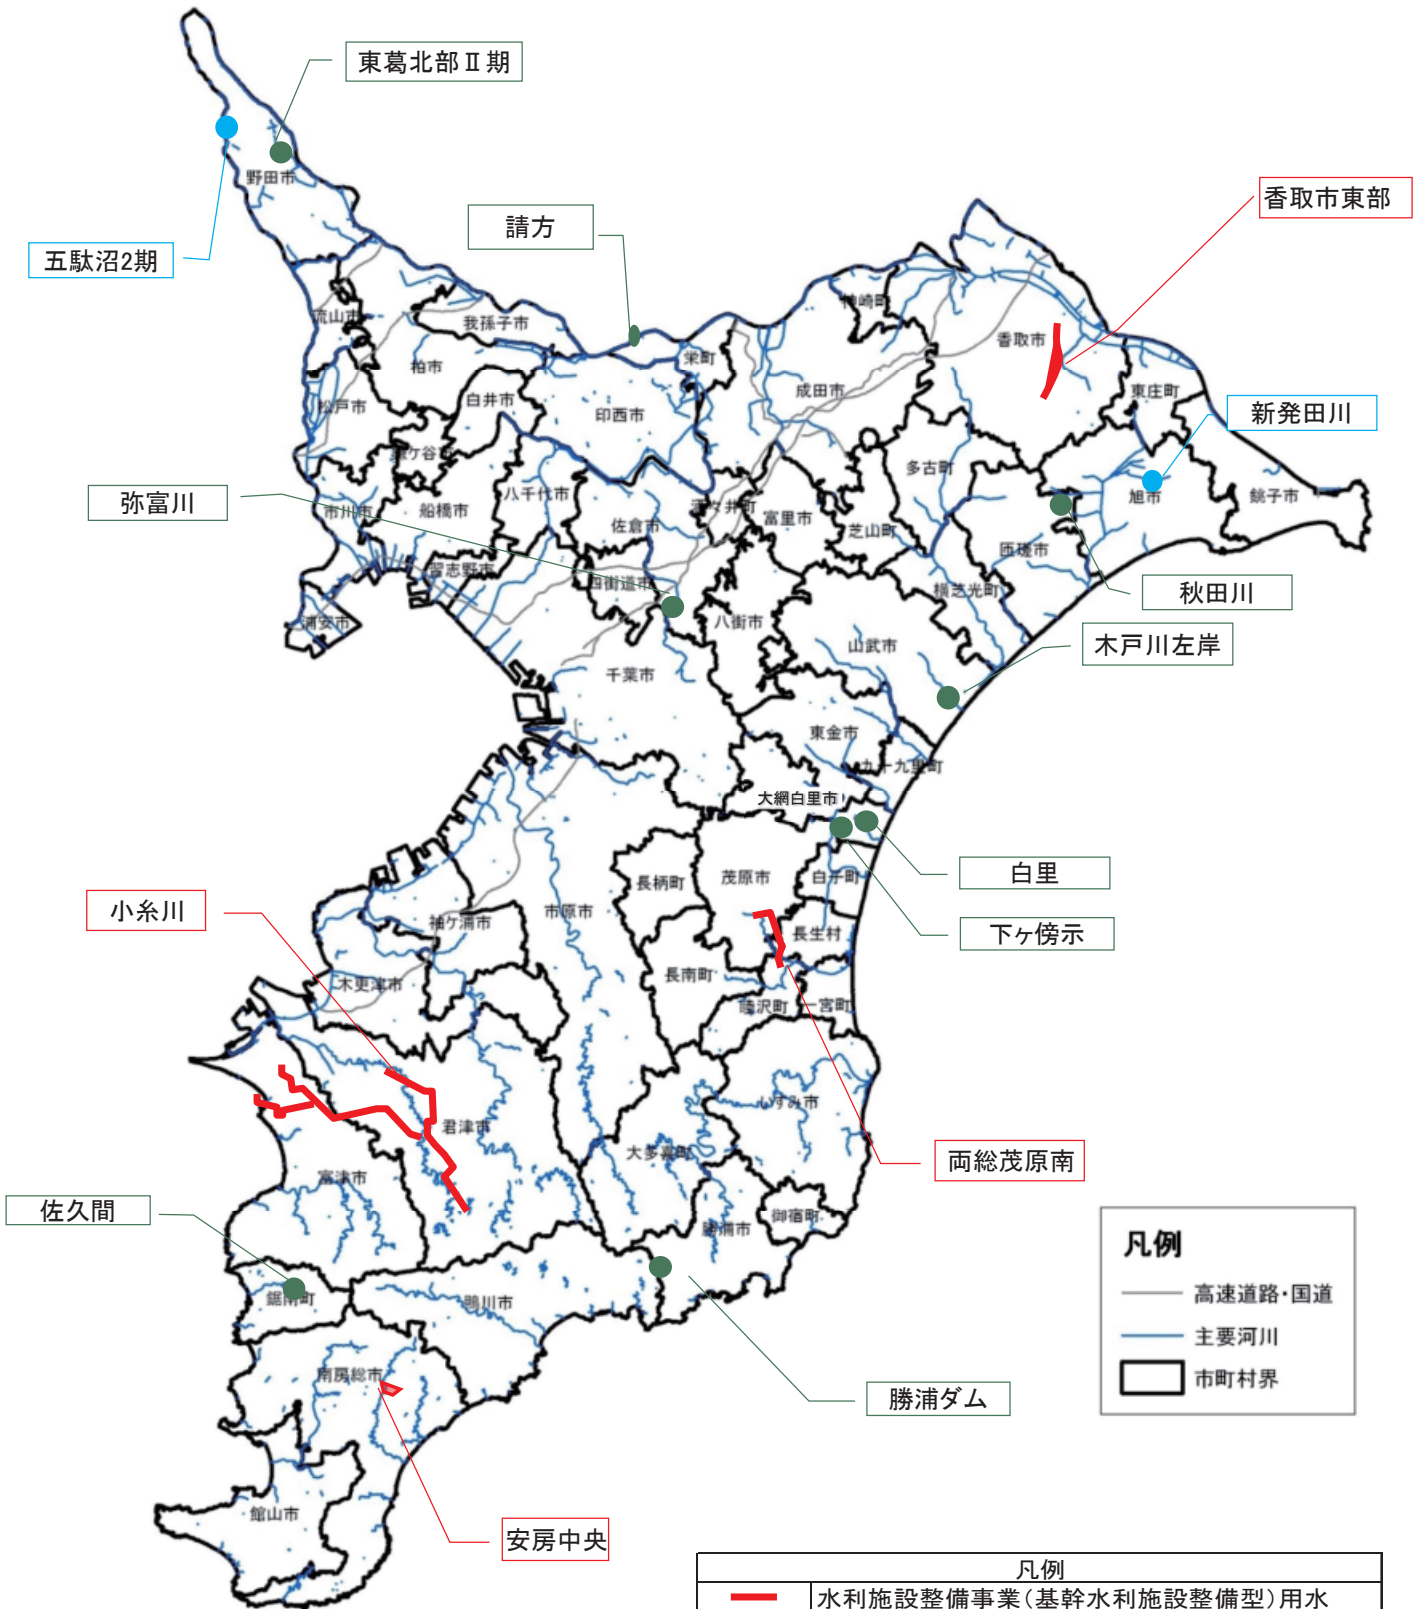 東葛北部Ⅱ期
野田市
香取市東部
請方
五駄沼2期
神崎町
流山市
我孫子市
香取市
栄町
柏市
成田市
東庄町
白井市
松戸市
印西市
新発田川
鎌ケ谷市
多古町
八千代市
旭市
銚子市
弥富川
市川市
船橋市
佐倉市
酒々井町
富里市
芝山町
匝瑳市
習志野市
四街道市
横芝光町
秋田川
浦安市
八街市
山武市
木戸川左岸
千葉市
東金市
九十九里町
大網白里市
白里
長柄町
茂原市
白子町
小糸川
市原市
袖ケ浦市
長生村
下ヶ傍示
長南町
木更津市
睦沢町
一宮町
いすみ市
君津市
大多喜町
両総茂原南
富津市
佐久間
御宿町
勝浦市
凡例
高速道路・国道
主要河川
市町村界
鋸南町
鴨川市
南房総市
勝浦ダム
館山市
安房中央
凡例
水利施設整備事業(基幹水利施設整備型)用水